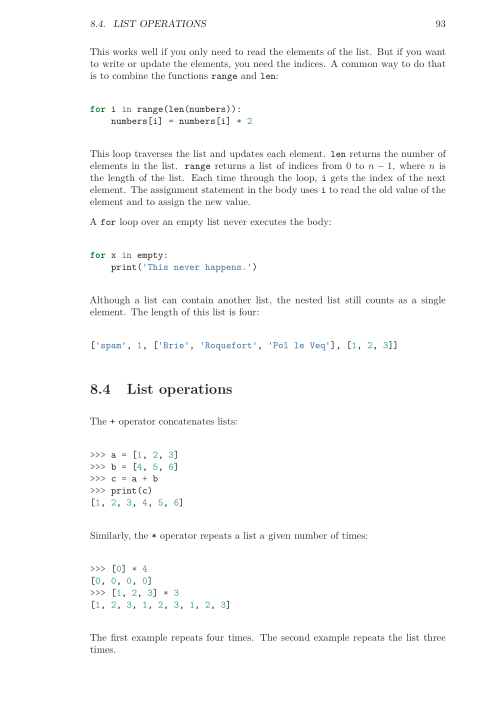 8.4. LIST OPERATIONS 93
This works well if you only need to read the elements of the list. But if you want
to write or update the elements, you need the indices. A common way to do that
is to combine the functions range and len:
for i in range(len(numbers)):
    numbers[i] = numbers[i] * 2
This loop traverses the list and updates each element. len returns the number of
elements in the list. range returns a list of indices from 0 to n − 1, where n is
the length of the list. Each time through the loop, i gets the index of the next
element. The assignment statement in the body uses i to read the old value of the
element and to assign the new value.
A for loop over an empty list never executes the body:
for x in empty:
    print('This never happens.')
Although a list can contain another list, the nested list still counts as a single
element. The length of this list is four:
['spam', 1, ['Brie', 'Roquefort', 'Pol le Veq'], [1, 2, 3]]
8.4 List operations
The + operator concatenates lists:
>>> a = [1, 2, 3]
>>> b = [4, 5, 6]
>>> c = a + b
>>> print(c)
[1, 2, 3, 4, 5, 6]
Similarly, the * operator repeats a list a given number of times:
>>> [0] * 4
[0, 0, 0, 0]
>>> [1, 2, 3] * 3
[1, 2, 3, 1, 2, 3, 1, 2, 3]
The first example repeats four times. The second example repeats the list three
times.